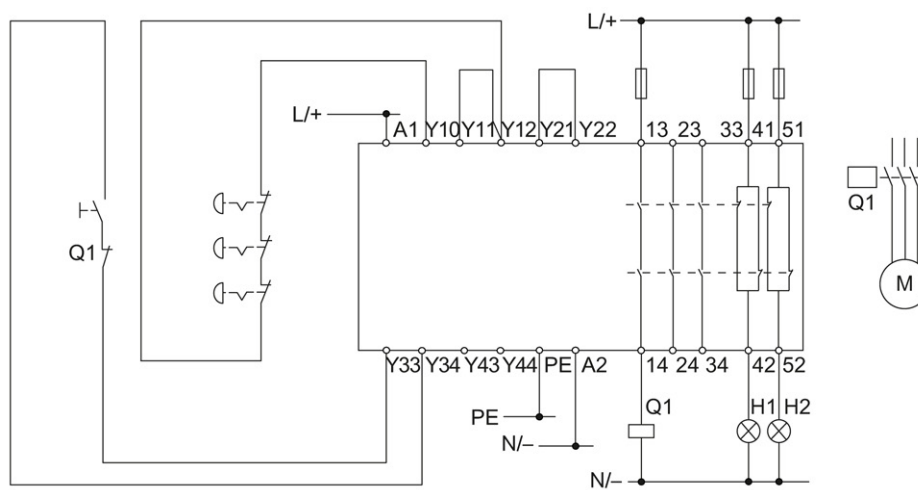 L/+
L/+
A1 Y10 Y11 Y12 Y21 Y22 13 23 33 41 51
Q1
Q1
M
Y33 Y34 Y43 Y44 PE A2 14 24 34 42 52
Q1 H1 H2
PE
N/–
N/–